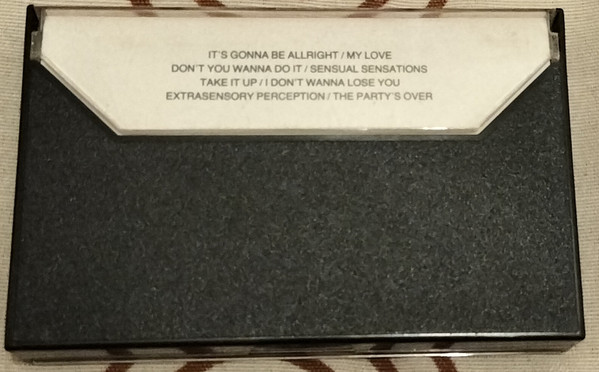 IT'S GONNA BE ALLRIGHT / MY LOVE
DON'T YOU WANNA DO IT / SENSUAL SENSATIONS
TAKE IT UP / I DON'T WANNA LOSE YOU
EXTRASENSORY PERCEPTION / THE PARTY'S OVER